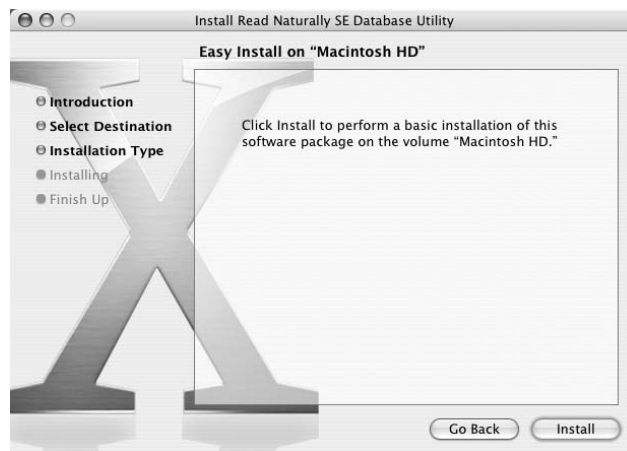 Install Read Naturally SE Database Utility
Easy Install on “Macintosh HD”
Introduction
Select Destination
Installation Type
Installing
Finish Up
Click Install to perform a basic installation of this
software package on the volume “Macintosh HD.”
Go Back
Install